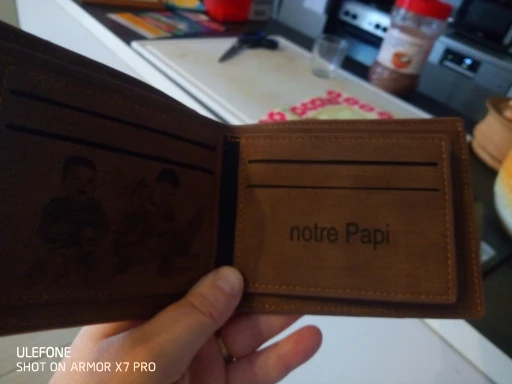 notre Papi
ULEFONE
SHOT ON ARMOR X7 PRO